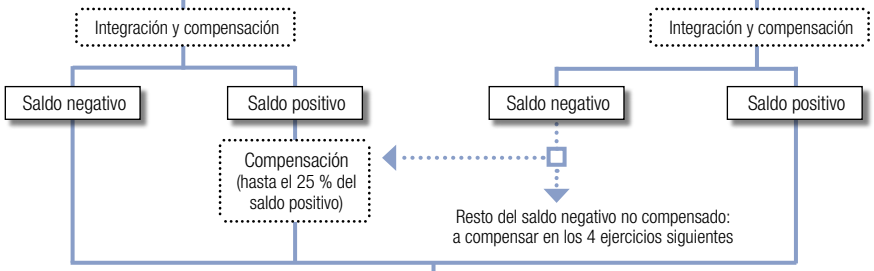 Integración y compensación
Integración y compensación
Saldo negativo
Saldo positivo
Saldo negativo
Saldo positivo
Compensación
(hasta el 25 % del
saldo positivo)
Resto del saldo negativo no compensado:
a compensar en los 4 ejercicios siguientes